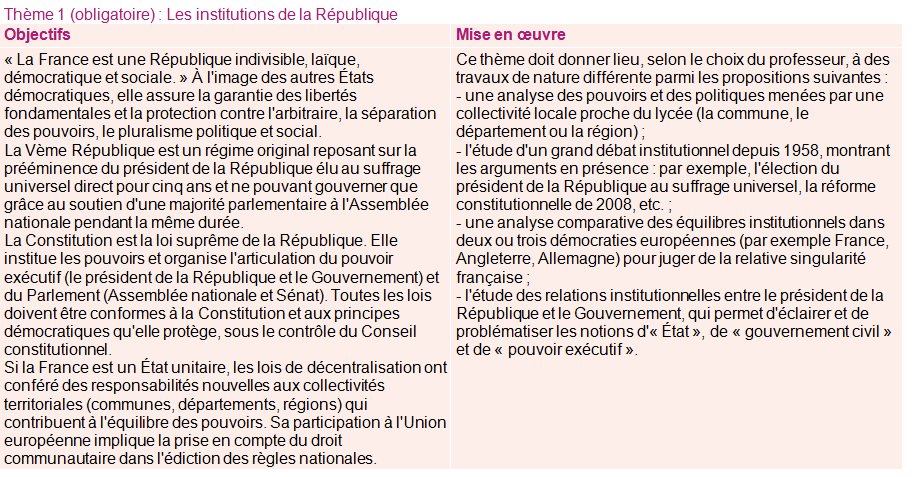 Thème 1 (obligatoire) : Les institutions de la République
Objectifs
« La France est une République indivisible, laïque,
démocratique et sociale. » À l'image des autres États
démocratiques, elle assure la garantie des libertés
fondamentales et la protection contre l'arbitraire, la séparation
des pouvoirs, le pluralisme politique et social.
La Vème République est un régime original reposant sur la
prééminence du président de la République élu au suffrage
universel direct pour cinq ans et ne pouvant gouverner que
grâce au soutien d'une majorité parlementaire à l'Assemblée
nationale pendant la même durée.
La Constitution est la loi suprême de la République. Elle
institue les pouvoirs et organise l'articulation du pouvoir
exécutif (le président de la République et le Gouvernement) et
du Parlement (Assemblée nationale et Sénat). Toutes les lois
doivent être conformes à la Constitution et aux principes
démocratiques qu'elle protège, sous le contrôle du Conseil
constitutionnel.
Si la France est un État unitaire, les lois de décentralisation ont
conféré des responsabilités nouvelles aux collectivités
territoriales (communes, départements, régions) qui
contribuent à l'équilibre des pouvoirs. Sa participation à l'Union
européenne implique la prise en compte du droit
communautaire dans l'édiction des règles nationales.
Mise en œuvre
Ce thème doit donner lieu, selon le choix du professeur, à des
travaux de nature différente parmi les propositions suivantes :
- une analyse des pouvoirs et des politiques menées par une
collectivité locale proche du lycée (la commune, le
département ou la région) ;
- l'étude d'un grand débat institutionnel depuis 1958, montrant
les arguments en présence : par exemple, l'élection du
président de la République au suffrage universel, la réforme
constitutionnelle de 2008, etc. ;
- une analyse comparative des équilibres institutionnels dans
deux ou trois démocraties européennes (par exemple France,
Angleterre, Allemagne) pour juger de la relative singularité
française ;
- l'étude des relations institutionnelles entre le président de la
République et le Gouvernement, qui permet d'éclairer et de
problématiser les notions d'« État », de « gouvernement civil »
et de « pouvoir exécutif ».